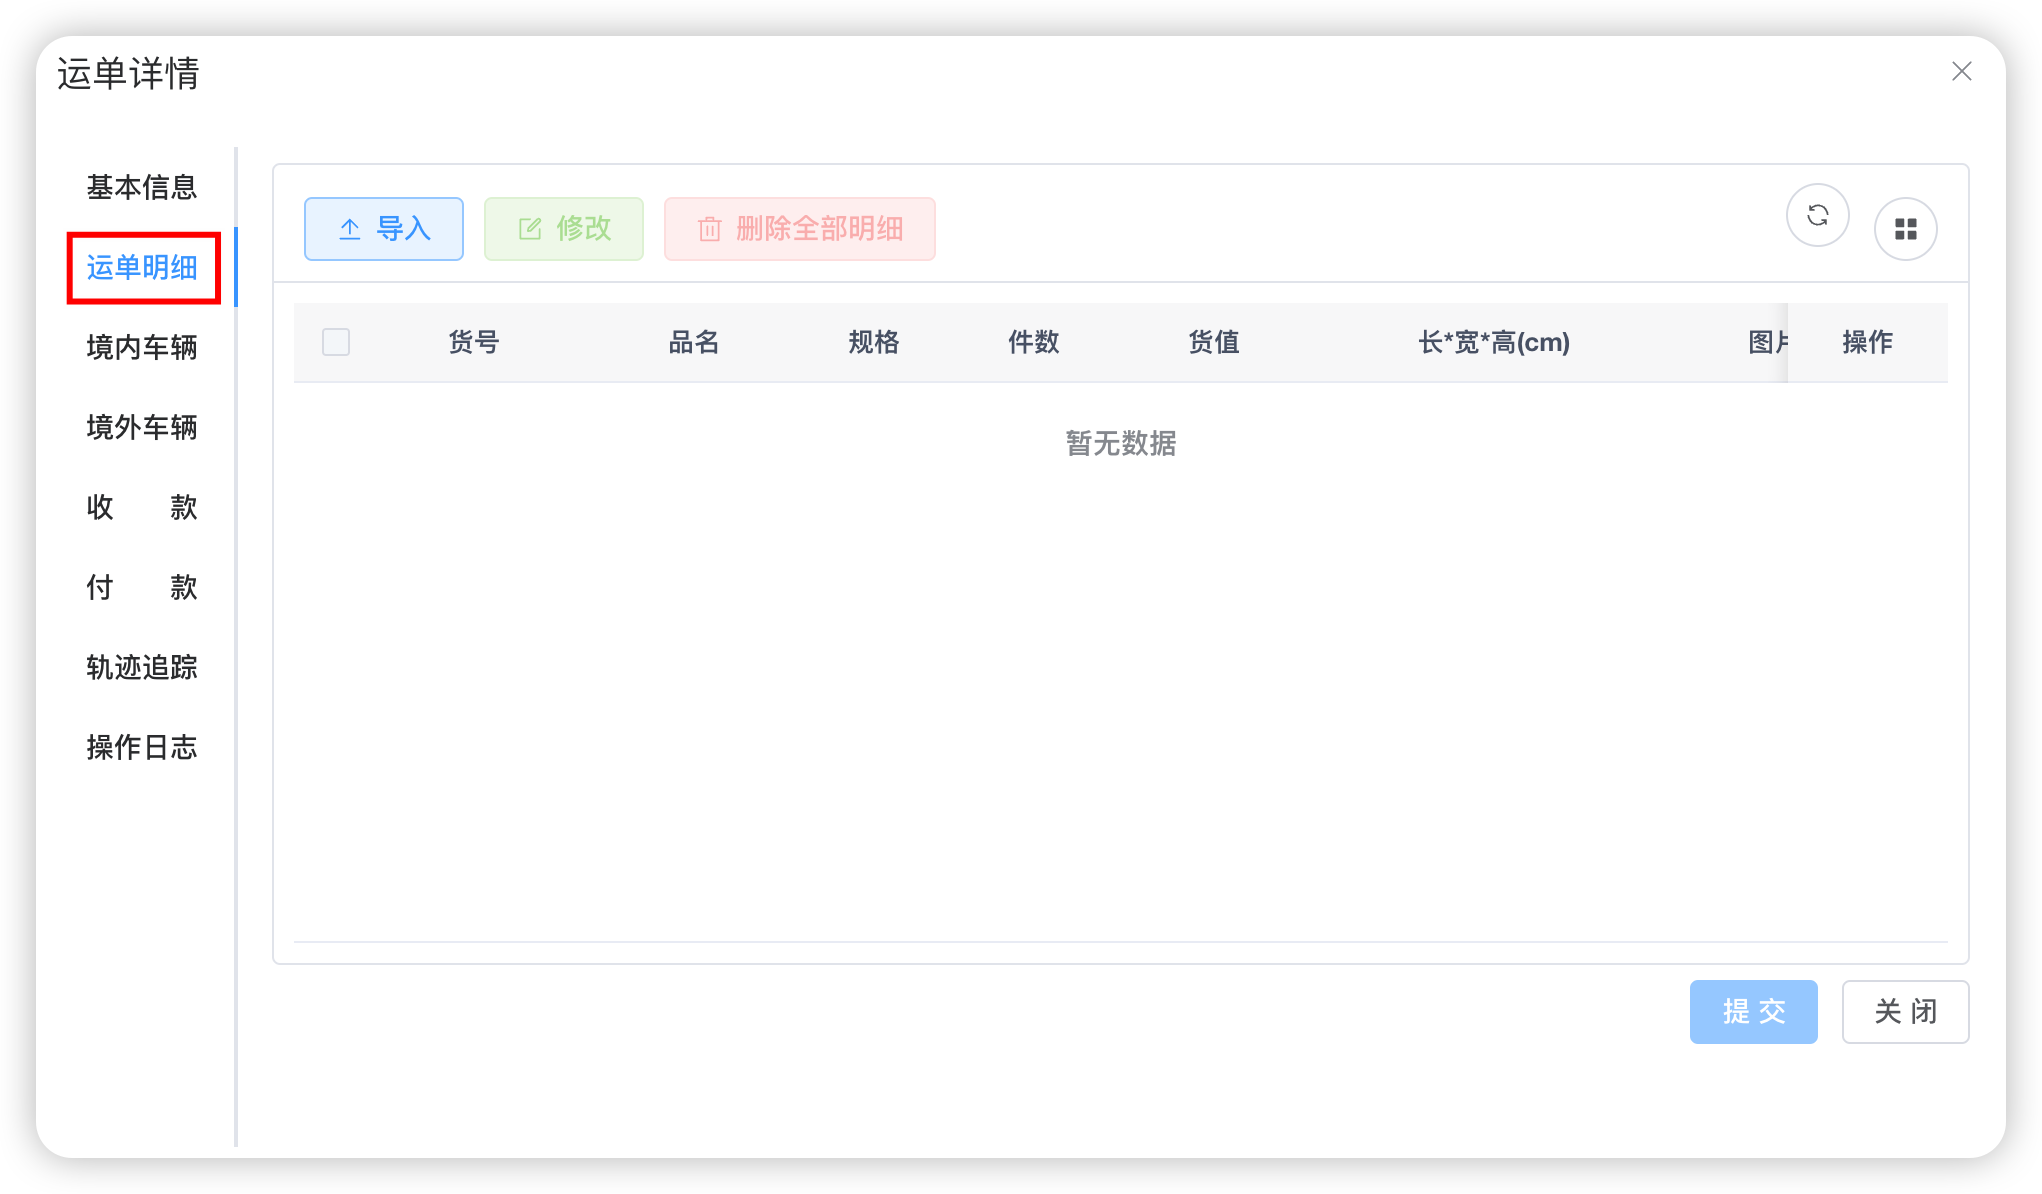 运单详情
基本信息
运单明细
境内车辆
境外车辆
收 款
付 款
轨迹追踪
操作日志
导入 修改 删除全部明细
货号 品名 规格 件数 货值 长*宽*高(cm) 图片 操作
暂无数据
提 交 关 闭